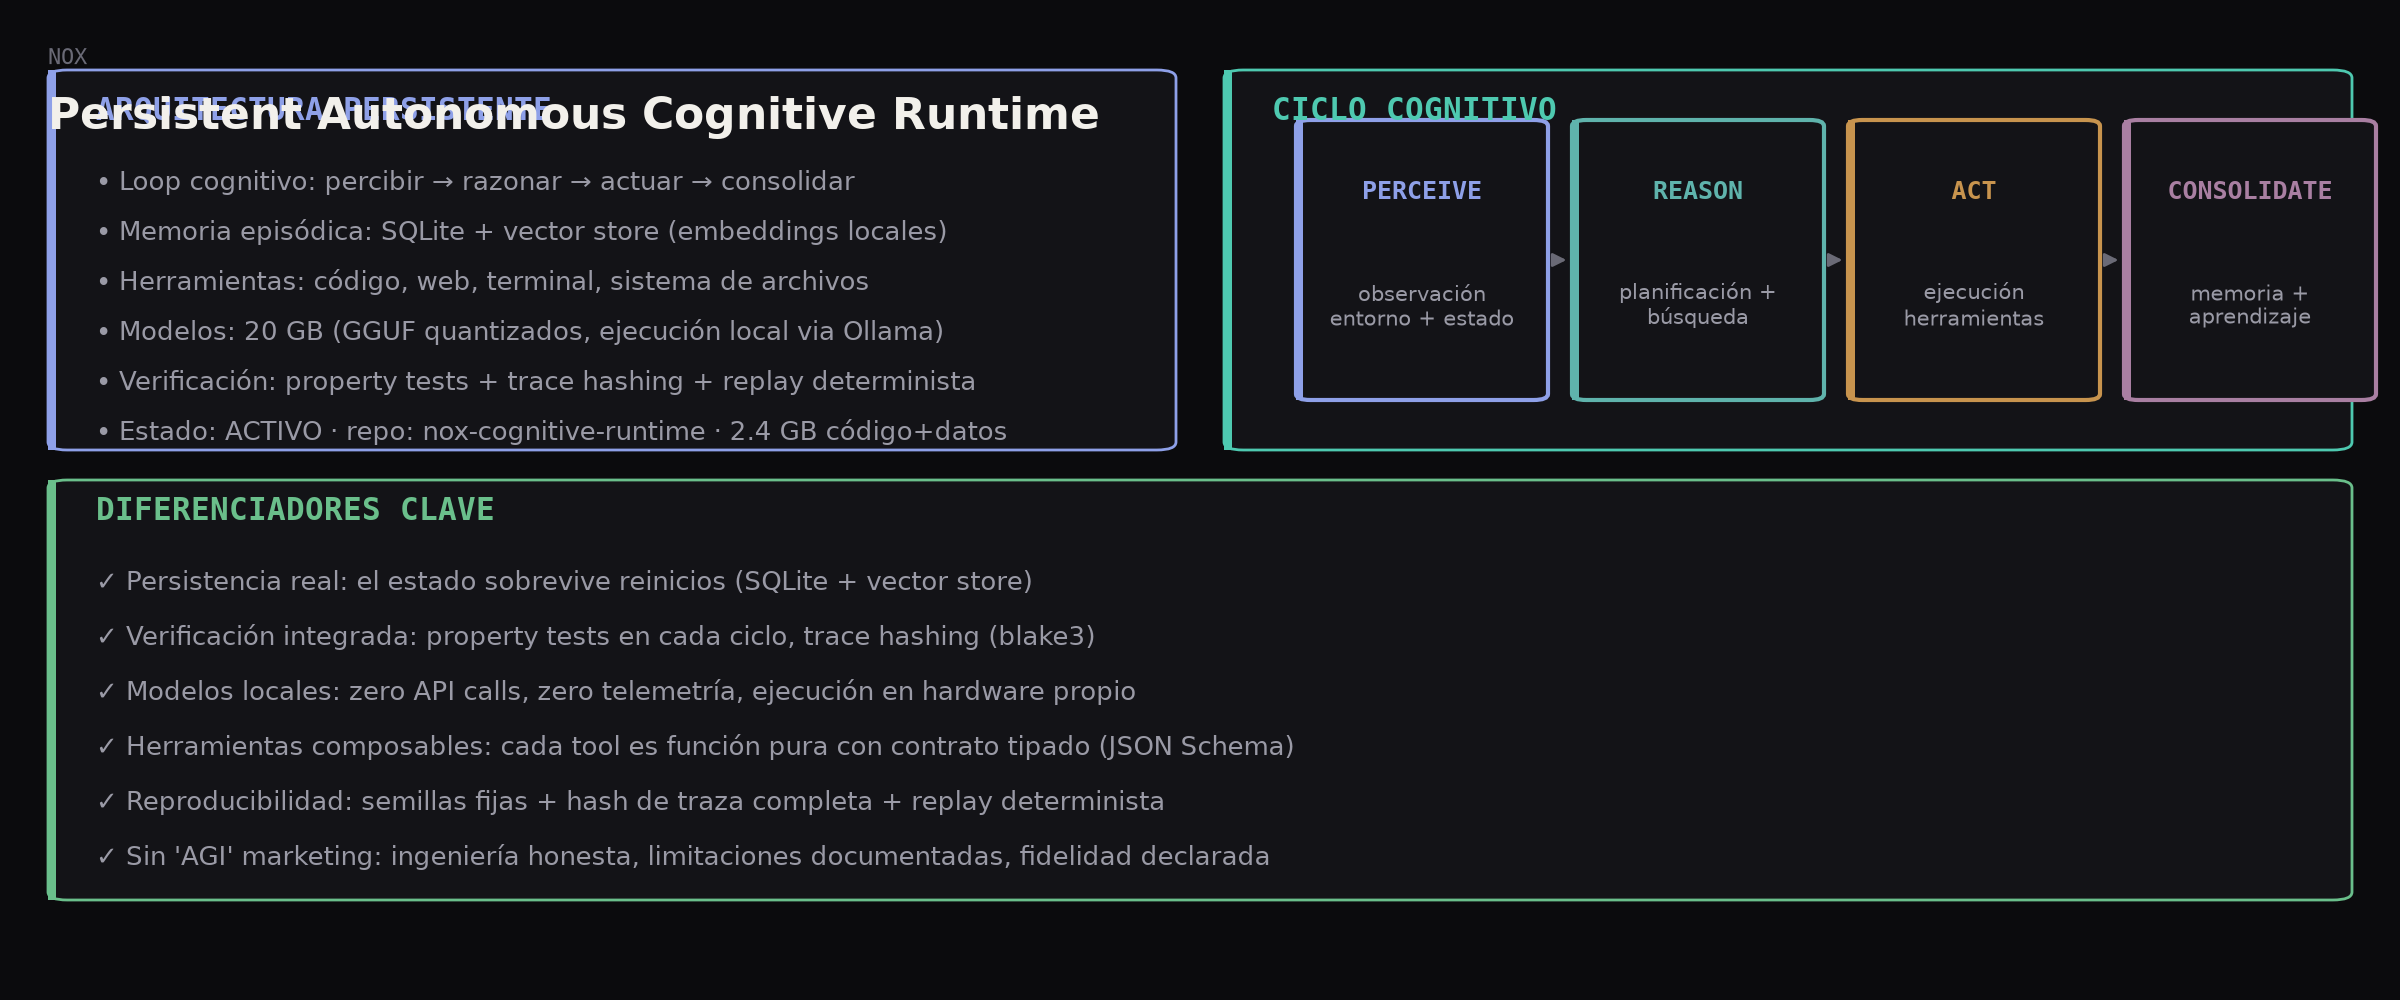 NOX
Persistent Autonomous Cognitive Runtime
ARQUITECTURA PERSISTENTE
• Loop cognitivo: percibir → razonar → actuar → consolidar
• Memoria episódica: SQLite + vector store (embeddings locales)
• Herramientas: código, web, terminal, sistema de archivos
• Modelos: 20 GB (GGUF quantizados, ejecución local via Ollama)
• Verificación: property tests + trace hashing + replay determinista
• Estado: ACTIVO · repo: nox-cognitive-runtime · 2.4 GB código+datos
CICLO COGNITIVO
PERCEIVE
observación
entorno + estado
REASON
planificación +
búsqueda
ACT
ejecución
herramientas
CONSOLIDATE
memoria +
aprendizaje
DIFERENCIADORES CLAVE
✓ Persistencia real: el estado sobrevive reinicios (SQLite + vector store)
✓ Verificación integrada: property tests en cada ciclo, trace hashing (blake3)
✓ Modelos locales: zero API calls, zero telemetría, ejecución en hardware propio
✓ Herramientas composables: cada tool es función pura con contrato tipado (JSON Schema)
✓ Reproducibilidad: semillas fijas + hash de traza completa + replay determinista
✓ Sin 'AGI' marketing: ingeniería honesta, limitaciones documentadas, fidelidad declarada